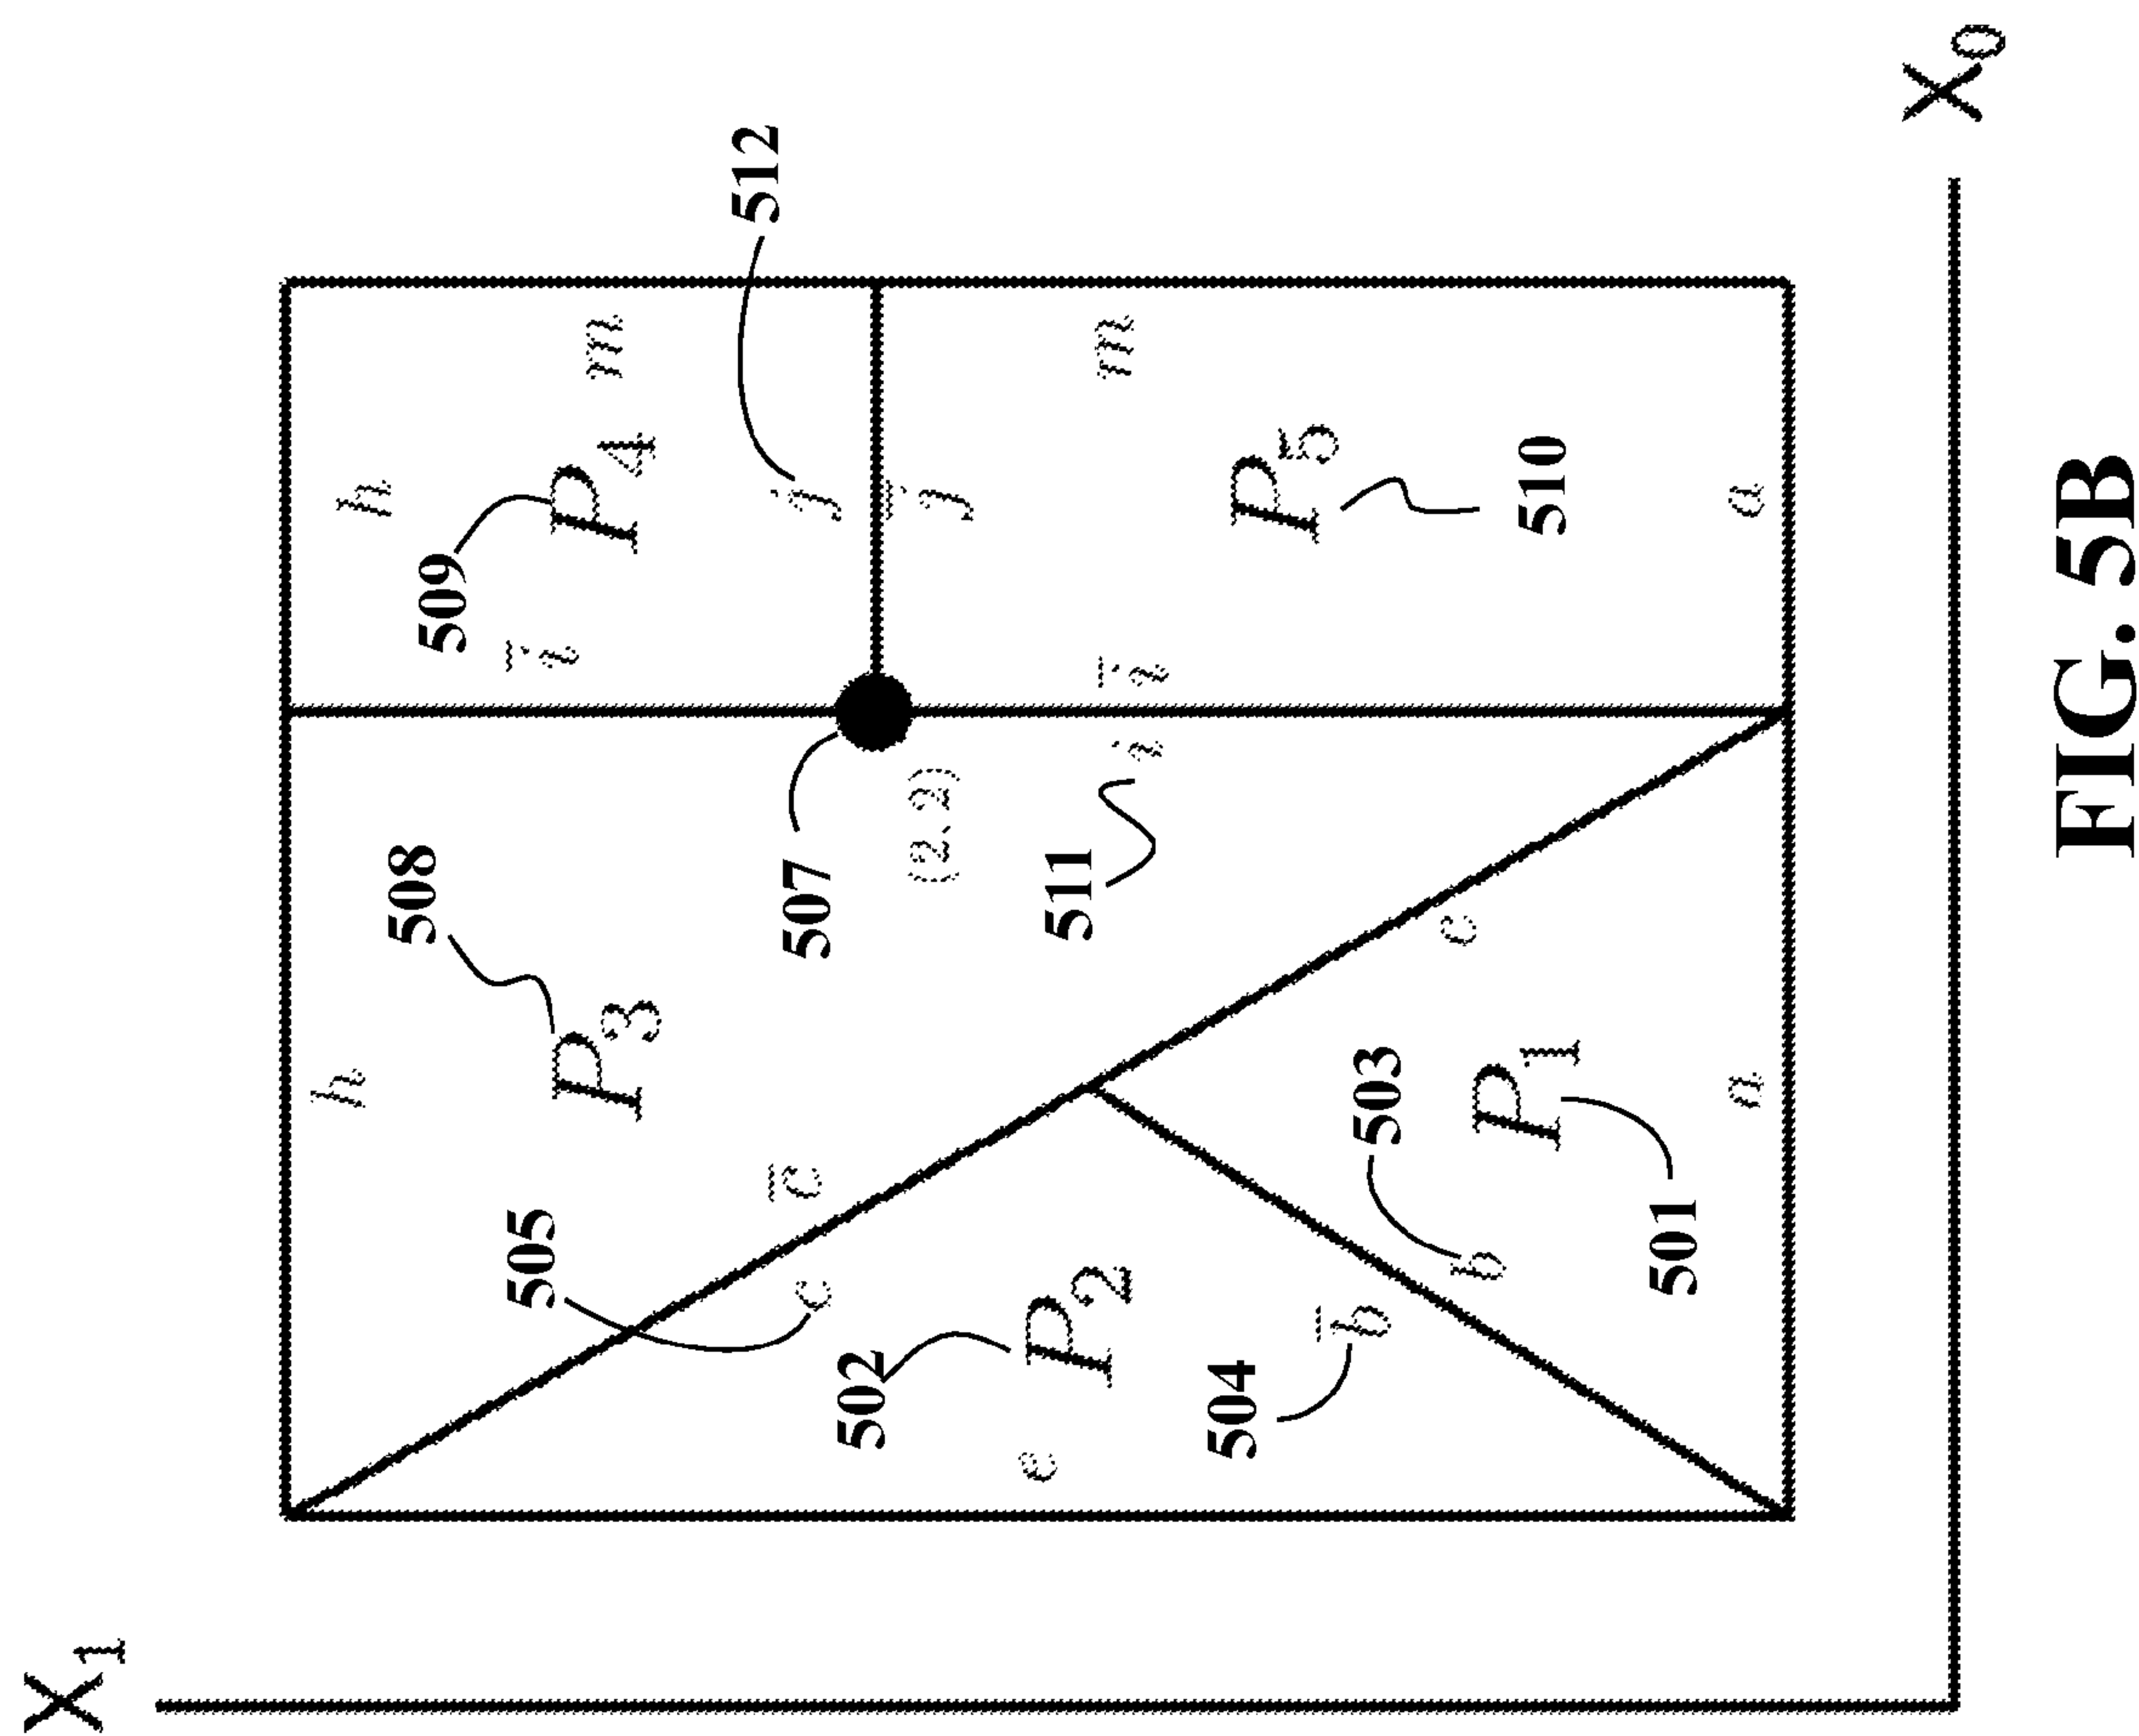 X1
h
h
508
509
505
P3
i̅
P4
m
512
c̅
507
j
c
502
(2.2)
j̅
e
P2
511
i
i̅
m
504
P5
b̅
503
b
c
P1
510
501
a
a
X0
FIG. 5B